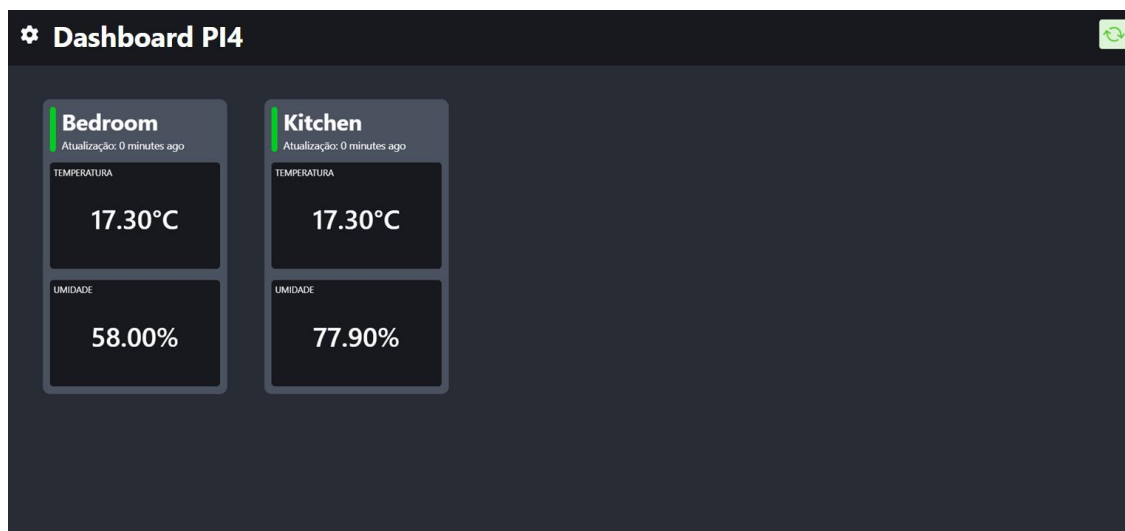 Dashboard PI4
Bedroom
Atualização: 0 minutes ago
TEMPERATURA
17.30°C
UMIDADE
58.00%
Kitchen
Atualização: 0 minutes ago
TEMPERATURA
17.30°C
UMIDADE
77.90%